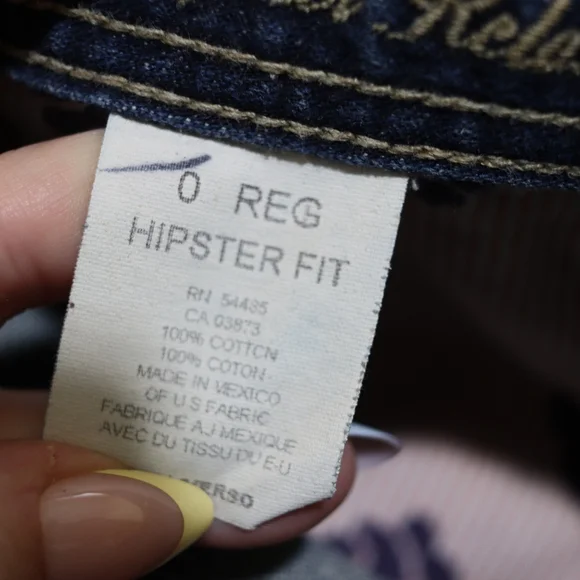 0 REG
HIPSTER FIT
RN 54485
CA 03873
100% COTTON
100% COTON
MADE IN MEXICO
OF U S FABRIC
FABRIQUE AU MEXIQUE
AVEC DU TISSU DU E-U